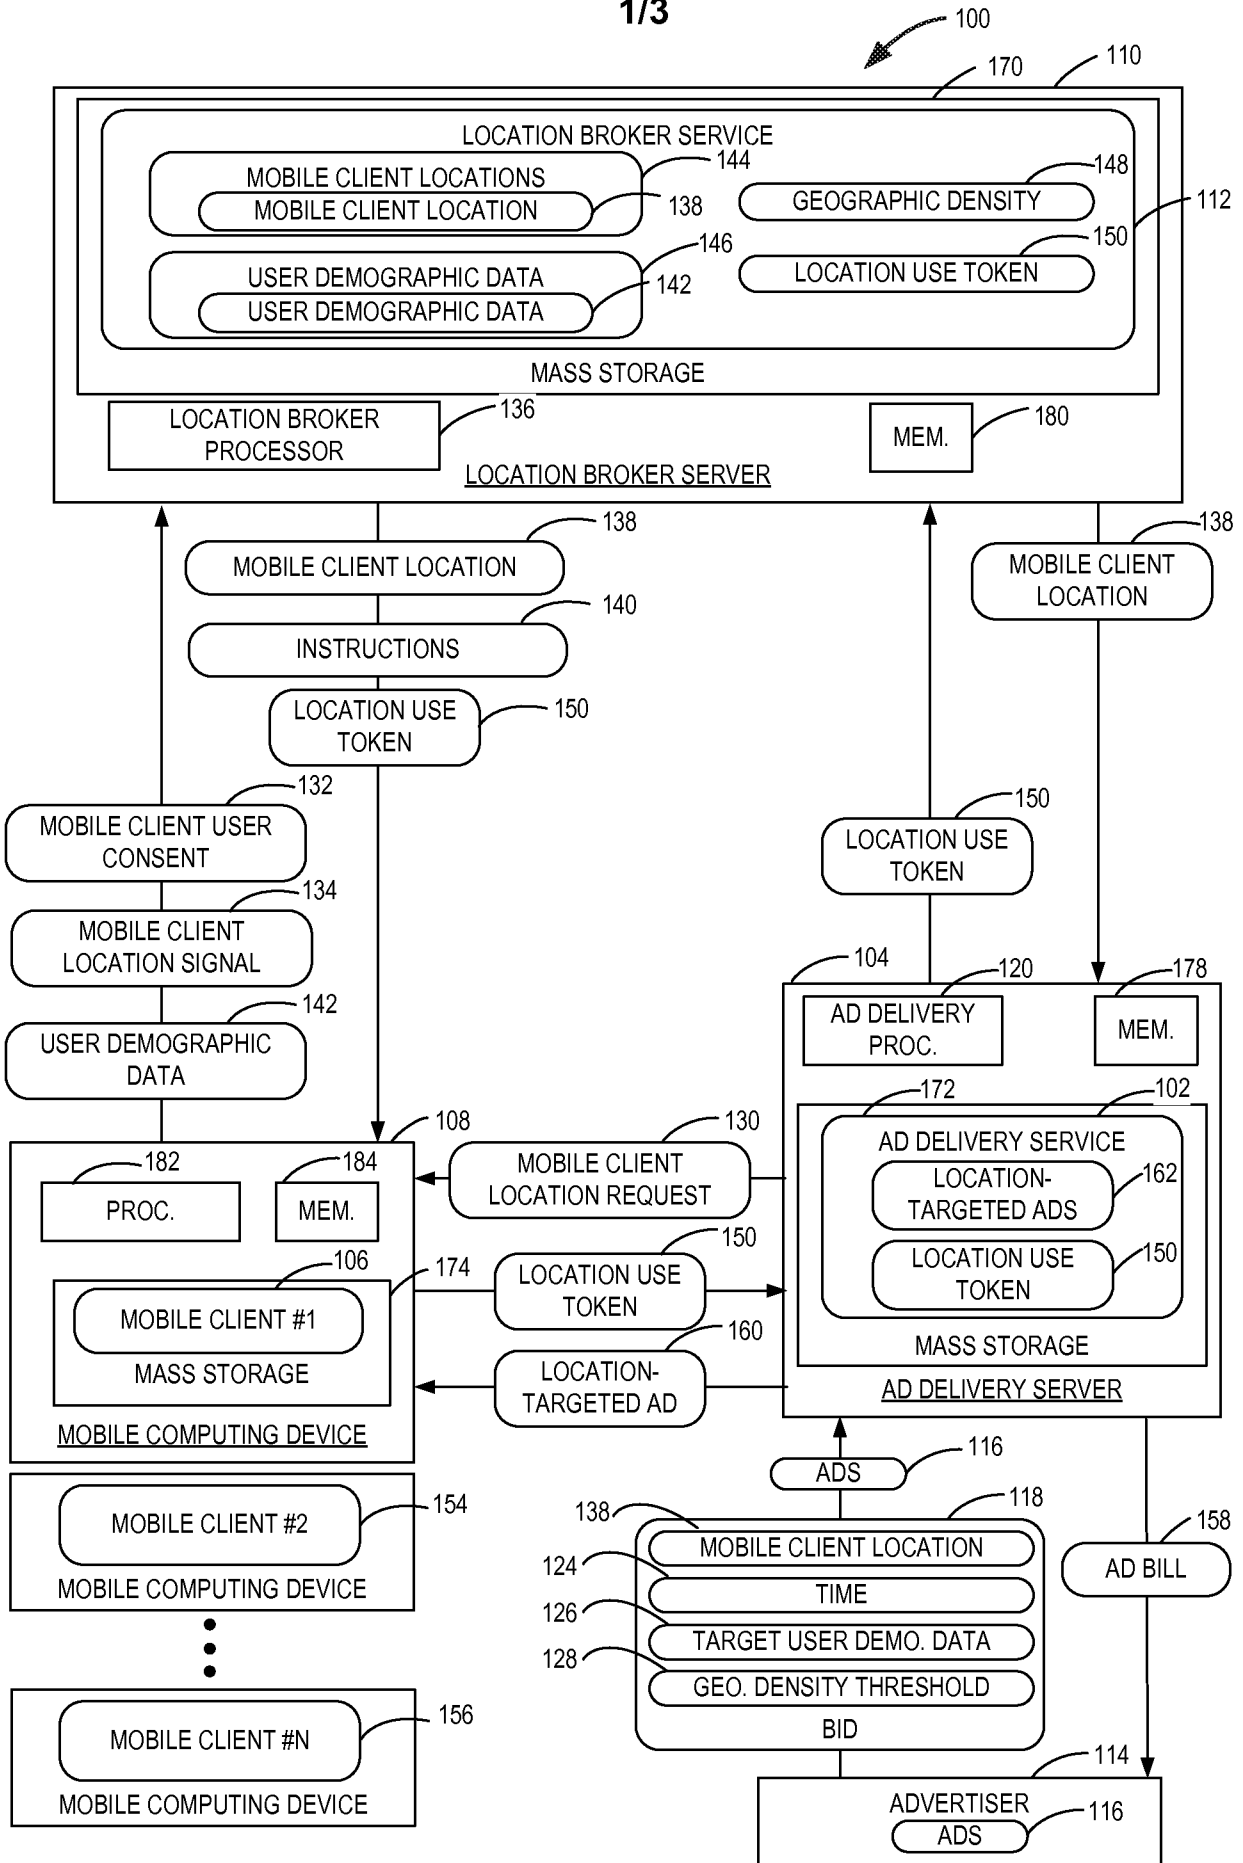 1/3
100
170
110
LOCATION BROKER SERVICE
144
148
MOBILE CLIENT LOCATIONS
MOBILE CLIENT LOCATION
138
GEOGRAPHIC DENSITY
112
146
150
USER DEMOGRAPHIC DATA
142
LOCATION USE TOKEN
USER DEMOGRAPHIC DATA
MASS STORAGE
136
180
LOCATION BROKER
PROCESSOR
MEM.
LOCATION BROKER SERVER
138
MOBILE CLIENT LOCATION
138
MOBILE CLIENT
LOCATION
140
INSTRUCTIONS
150
LOCATION USE
TOKEN
132
MOBILE CLIENT USER
CONSENT
150
LOCATION USE
TOKEN
134
MOBILE CLIENT
LOCATION SIGNAL
142
USER DEMOGRAPHIC
DATA
104
120
178
AD DELIVERY
PROC.
MEM.
108
130
172
102
182
184
PROC.
MEM.
MOBILE CLIENT
LOCATION REQUEST
AD DELIVERY SERVICE
LOCATION-
TARGETED ADS
162
106
174
150
LOCATION USE
TOKEN
LOCATION USE
TOKEN
150
MOBILE CLIENT #1
MASS STORAGE
160
LOCATION-
TARGETED AD
MASS STORAGE
AD DELIVERY SERVER
MOBILE COMPUTING DEVICE
116
ADS
154
MOBILE CLIENT #2
MOBILE COMPUTING DEVICE
138
118
158
MOBILE CLIENT LOCATION
124
TIME
AD BILL
126
TARGET USER DEMO. DATA
128
GEO. DENSITY THRESHOLD
BID
156
MOBILE CLIENT #N
MOBILE COMPUTING DEVICE
114
ADVERTISER
116
ADS